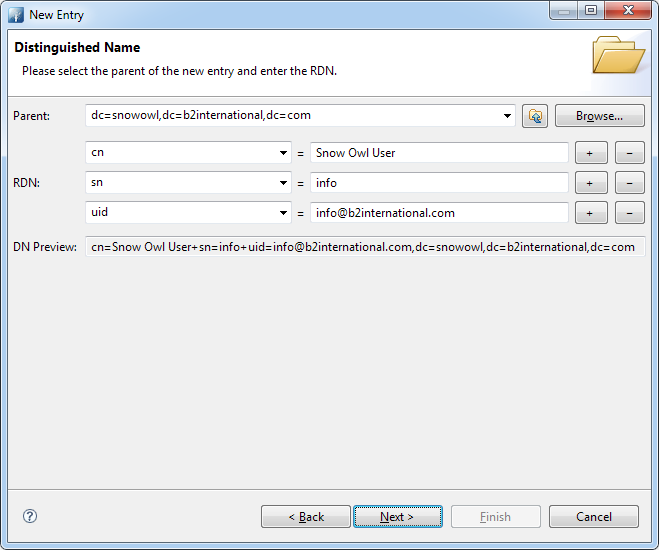 New Entry
Distinguished Name
Please select the parent of the new entry and enter the RDN.
Parent: dc=snowowl,dc=b2international,dc=com Browse...
cn = Snow Owl User + −
RDN: sn = info + −
uid = info@b2international.com + −
DN Preview: cn=Snow Owl User+sn=info+uid=info@b2international.com,dc=snowowl,dc=b2international,dc=com
? < Back Next > Finish Cancel